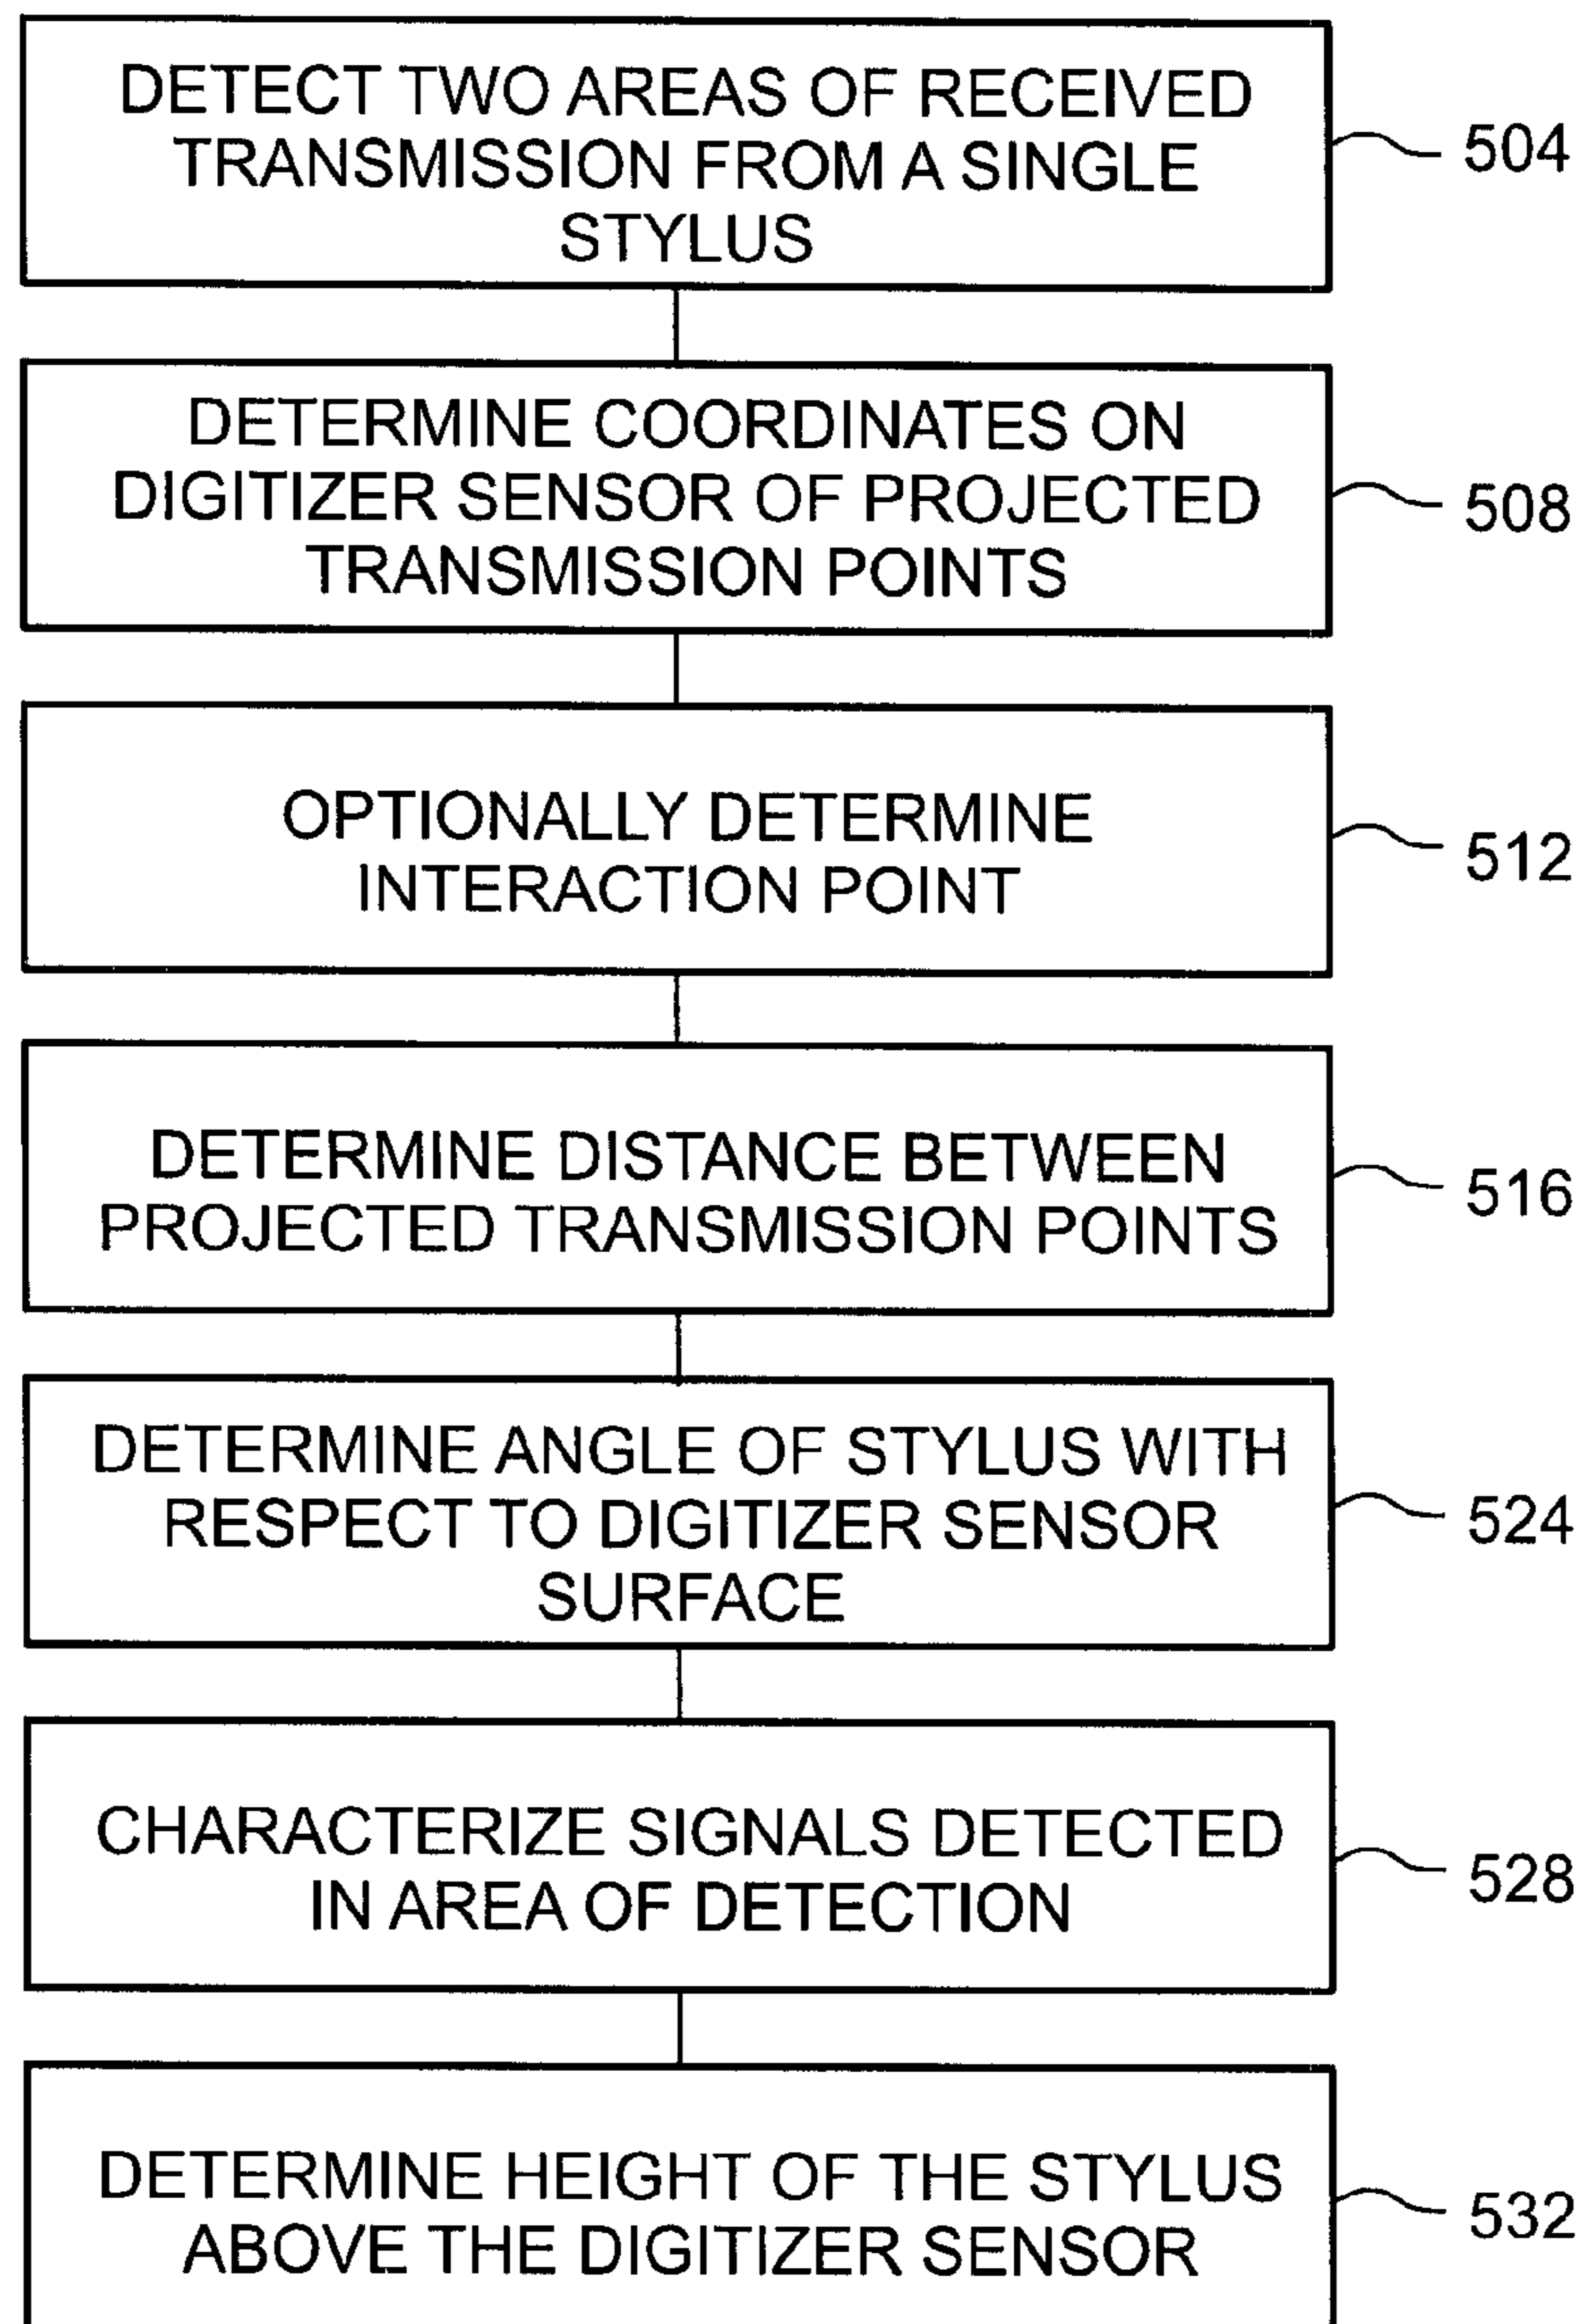 DETECT TWO AREAS OF RECEIVED
TRANSMISSION FROM A SINGLE
STYLUS
504
DETERMINE COORDINATES ON
DIGITIZER SENSOR OF PROJECTED
TRANSMISSION POINTS
508
OPTIONALLY DETERMINE
INTERACTION POINT
512
DETERMINE DISTANCE BETWEEN
PROJECTED TRANSMISSION POINTS
516
DETERMINE ANGLE OF STYLUS WITH
RESPECT TO DIGITIZER SENSOR
SURFACE
524
CHARACTERIZE SIGNALS DETECTED
IN AREA OF DETECTION
528
DETERMINE HEIGHT OF THE STYLUS
ABOVE THE DIGITIZER SENSOR
532